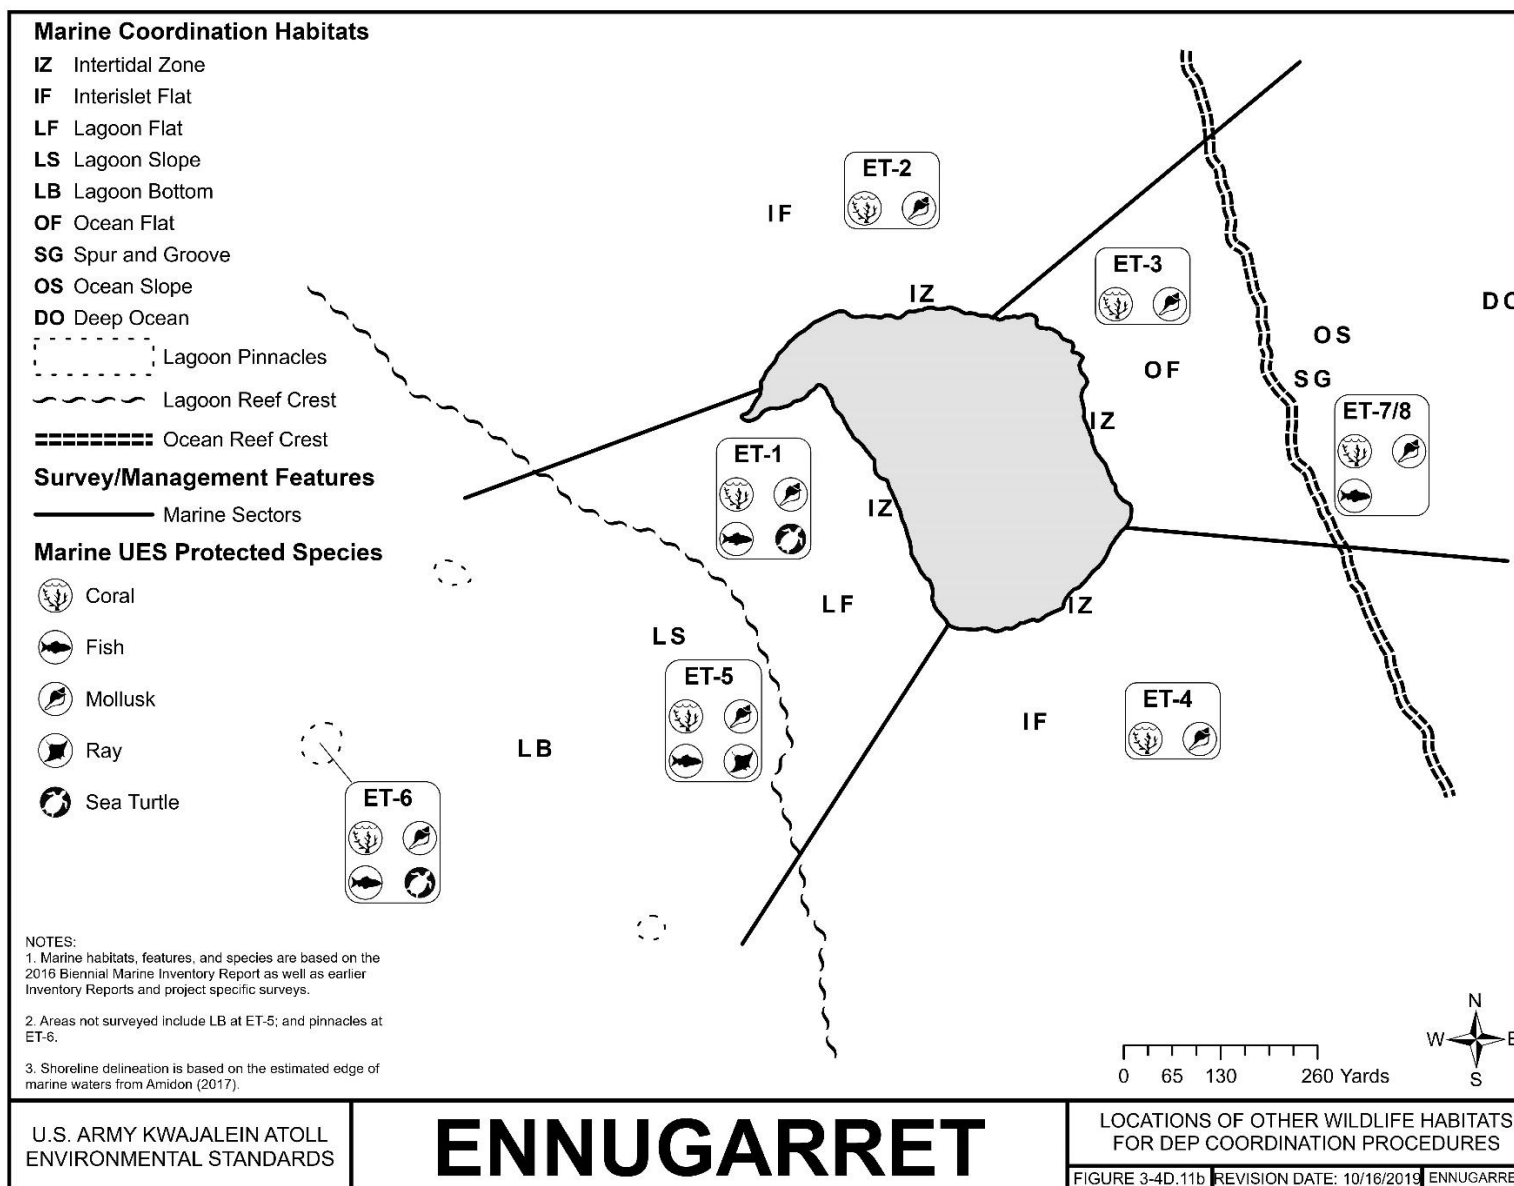 Marine Coordination Habitats
IZ Intertidal Zone
IF Interislet Flat
LF Lagoon Flat
LS Lagoon Slope
LB Lagoon Bottom
OF Ocean Flat
SG Spur and Groove
OS Ocean Slope
DO Deep Ocean
Lagoon Pinnacles
Lagoon Reef Crest
Ocean Reef Crest
Survey/Management Features
Marine Sectors
Marine UES Protected Species
Coral
Fish
Mollusk
Ray
Sea Turtle
ET-2
IF
IZ
ET-3
OF
OS
DO
SG
IZ
ET-7/8
ET-1
IZ
LF
IZ
LS
ET-5
LB
ET-4
IF
ET-6
NOTES:
1. Marine habitats, features, and species are based on the
2016 Biennial Marine Inventory Report as well as earlier
Inventory Reports and project specific surveys.
2. Areas not surveyed include LB at ET-5; and pinnacles at
ET-6.
3. Shoreline delineation is based on the estimated edge of
marine waters from Amidon (2017).
N
W E
S
0 65 130 260 Yards
U.S. ARMY KWAJALEIN ATOLL
ENVIRONMENTAL STANDARDS
ENNUGARRET
LOCATIONS OF OTHER WILDLIFE HABITATS
FOR DEP COORDINATION PROCEDURES
FIGURE 3-4D.11b REVISION DATE: 10/16/2019 ENNUGARRE